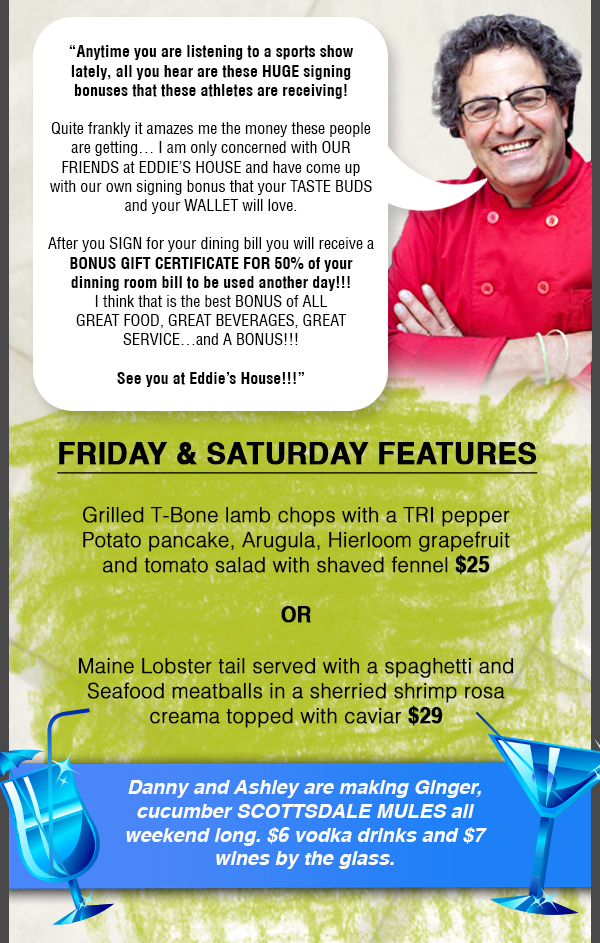 “Anytime you are listening to a sports show
lately, all you hear are these HUGE signing
bonuses that these athletes are receiving!
Quite frankly it amazes me the money these people
are getting… I am only concerned with OUR
FRIENDS at EDDIE’S HOUSE and have come up
with our own signing bonus that your TASTE BUDS
and your WALLET will love.
After you SIGN for your dining bill you will receive a
BONUS GIFT CERTIFICATE FOR 50% of your
dinning room bill to be used another day!!!
I think that is the best BONUS of ALL
GREAT FOOD, GREAT BEVERAGES, GREAT
SERVICE…and A BONUS!!!
See you at Eddie’s House!!!”
FRIDAY & SATURDAY FEATURES
Grilled T-Bone lamb chops with a TRI pepper
Potato pancake, Arugula, Hierloom grapefruit
and tomato salad with shaved fennel $25
OR
Maine Lobster tail served with a spaghetti and
Seafood meatballs in a sherried shrimp rosa
creama topped with caviar $29
Danny and Ashley are making Ginger,
cucumber SCOTTSDALE MULES all
weekend long. $6 vodka drinks and $7
wines by the glass.